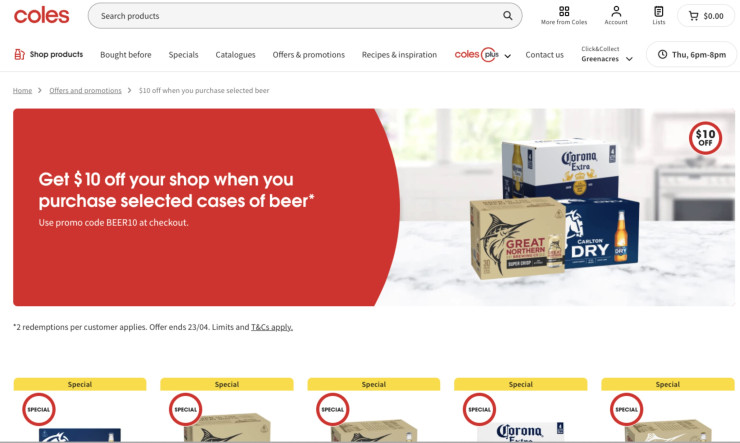 coles
Search products
More from Coles
Account
Lists
$0.00
Shop products
Bought before
Specials
Catalogues
Offers & promotions
Recipes & inspiration
coles plus
Contact us
Click&Collect
Greenacres
Thu, 6pm-8pm
Home > Offers and promotions > $10 off when you purchase selected beer
Get $10 off your shop when you
purchase selected cases of beer*
Use promo code BEER10 at checkout.
$10
OFF
Corona
Extra
GREAT
NORTHERN
BREWING CO.
SUPER CRISP
CARLTON
DRY
DRY
*2 redemptions per customer applies. Offer ends 23/04. Limits and T&Cs apply.
Special
Special
Special
Special
Special
SPECIAL
SPECIAL
SPECIAL
SPECIAL
SPECIAL
Corona
Extra